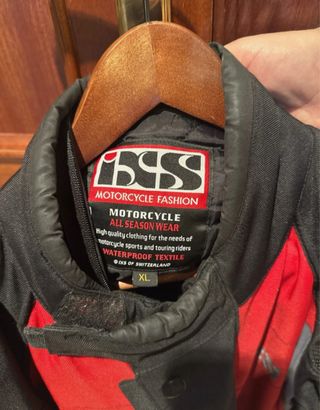 iXS
MOTORCYCLE FASHION
MOTORCYCLE
ALL SEASON WEAR
High quality clothing for the needs of
motorcycle sports and touring riders
WATERPROOF TEXTILE
© IXS OF SWITZERLAND
XL